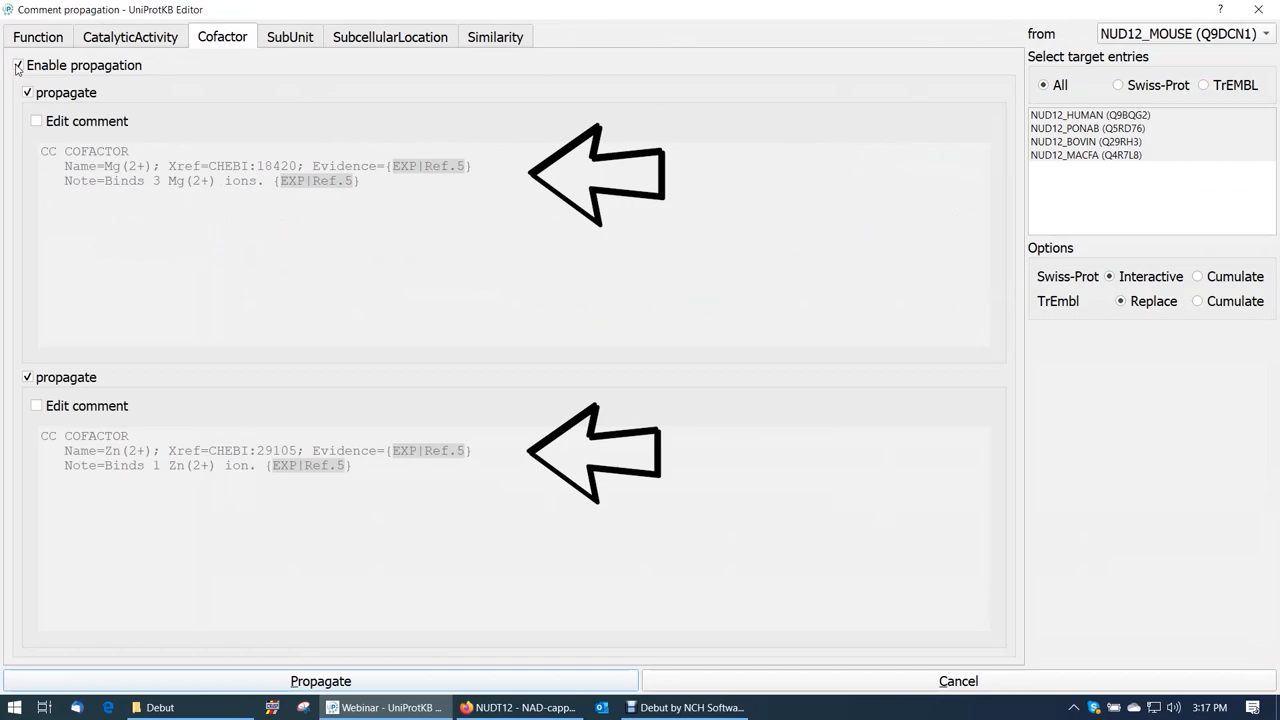 Comment propagation - UniProtKB Editor
Function CatalyticActivity Cofactor SubUnit SubcellularLocation Similarity
Enable propagation
propagate
Edit comment
CC COFACTOR
Name=Mg(2+); Xref=CHEBI:18420; Evidence={EXP|Ref.5}
Note=Binds 3 Mg(2+) ions. {EXP|Ref.5}
propagate
Edit comment
CC COFACTOR
Name=Zn(2+); Xref=CHEBI:29105; Evidence={EXP|Ref.5}
Note=Binds 1 Zn(2+) ion. {EXP|Ref.5}
from NUD12_MOUSE (Q9DCN1)
Select target entries
All Swiss-Prot TrEMBL
NUD12_HUMAN (Q9BQG2)
NUD12_PONAB (Q5RD76)
NUD12_BOVIN (Q29RH3)
NUD12_MACFA (Q4R7L8)
Options
Swiss-Prot Interactive Cumulate
TrEmbl Replace Cumulate
Propagate Cancel
Debut Webinar - UniProtKB ... NUDT12 - NAD-capp... Debut by NCH Softwa... 3:17 PM